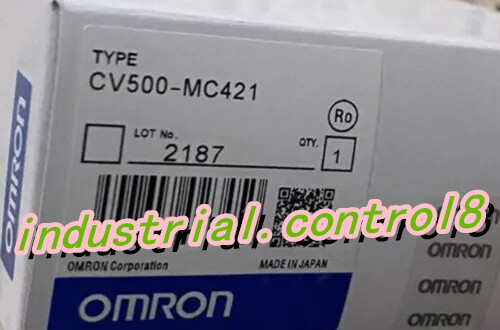 TYPE
CV500-MC421
Ro
LOT No.
QTY.
2187
1
OMRON
industrial.control8
OMRON Corporation
MADE IN JAPAN
OMRON
OMRON
OMRON
OMRON